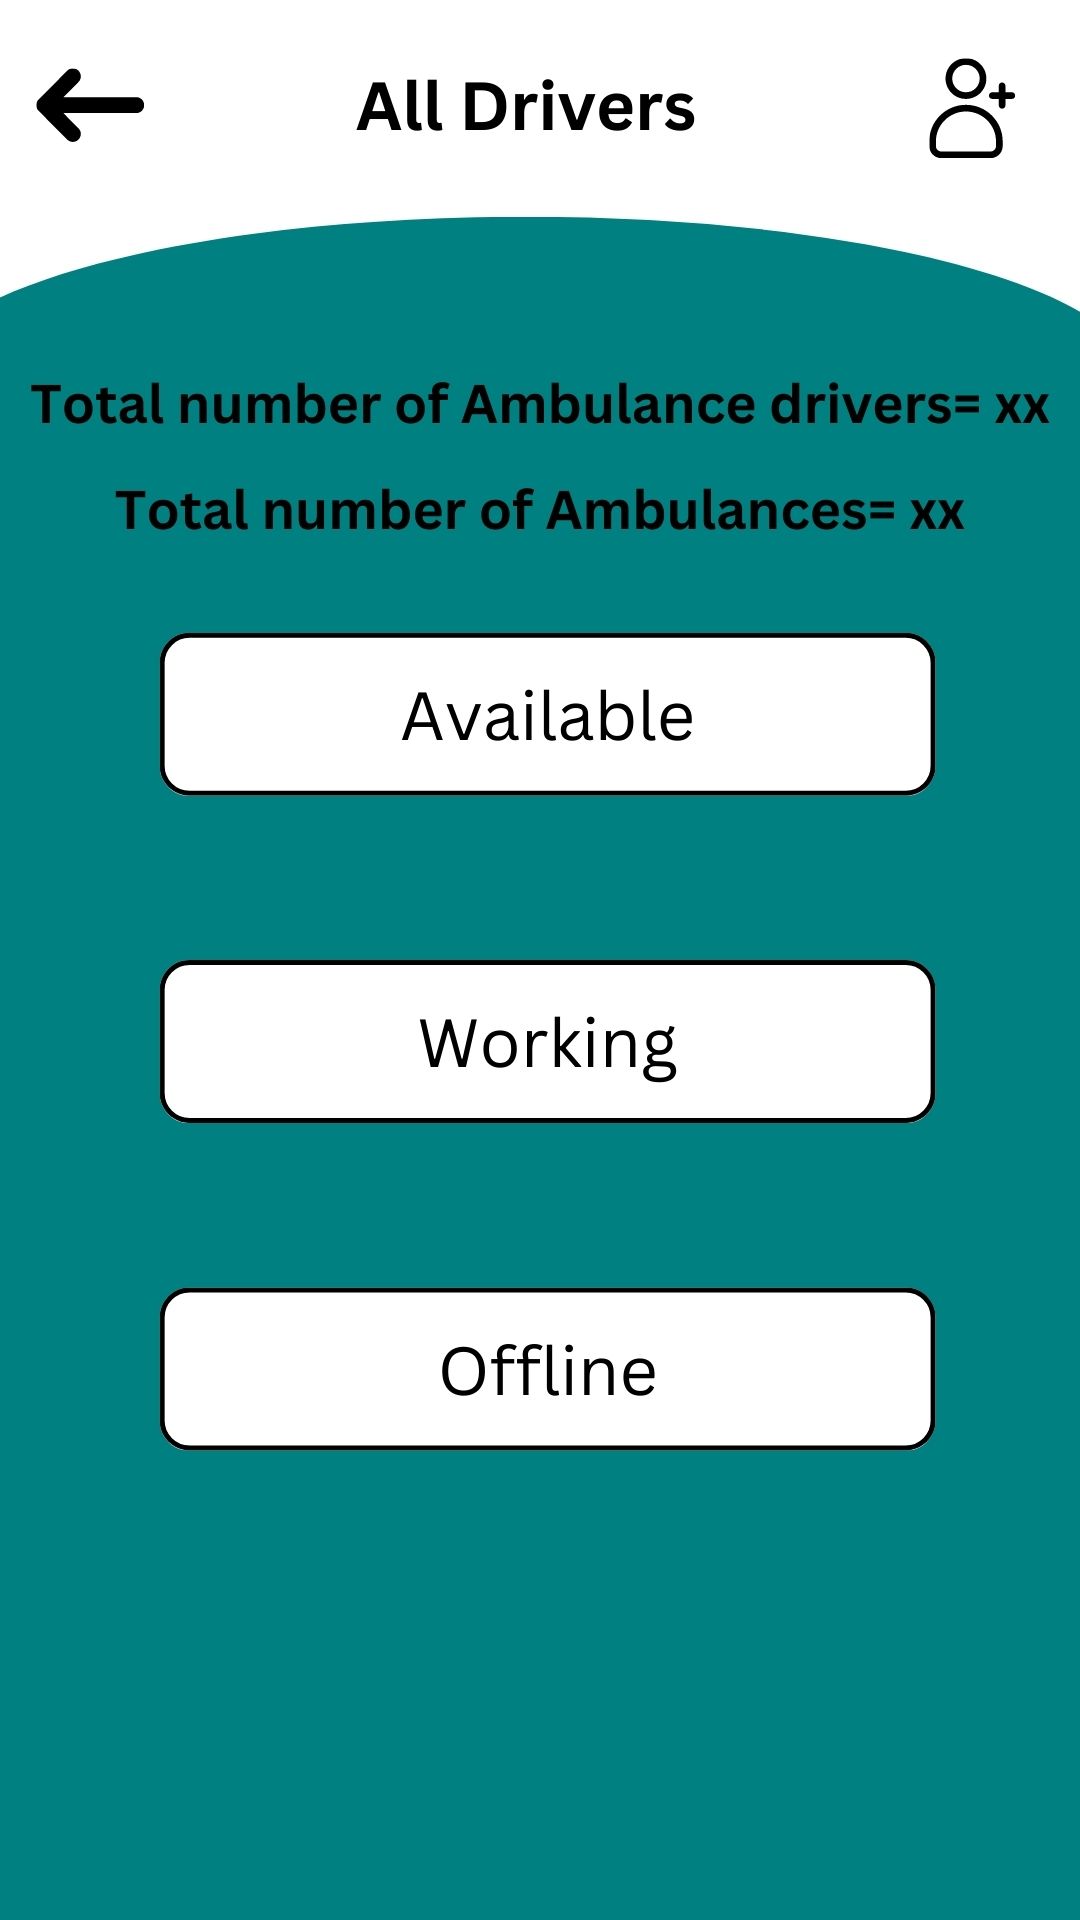 All Drivers
Total number of Ambulance drivers= xx
Total number of Ambulances= xx
Available
Working
Offline